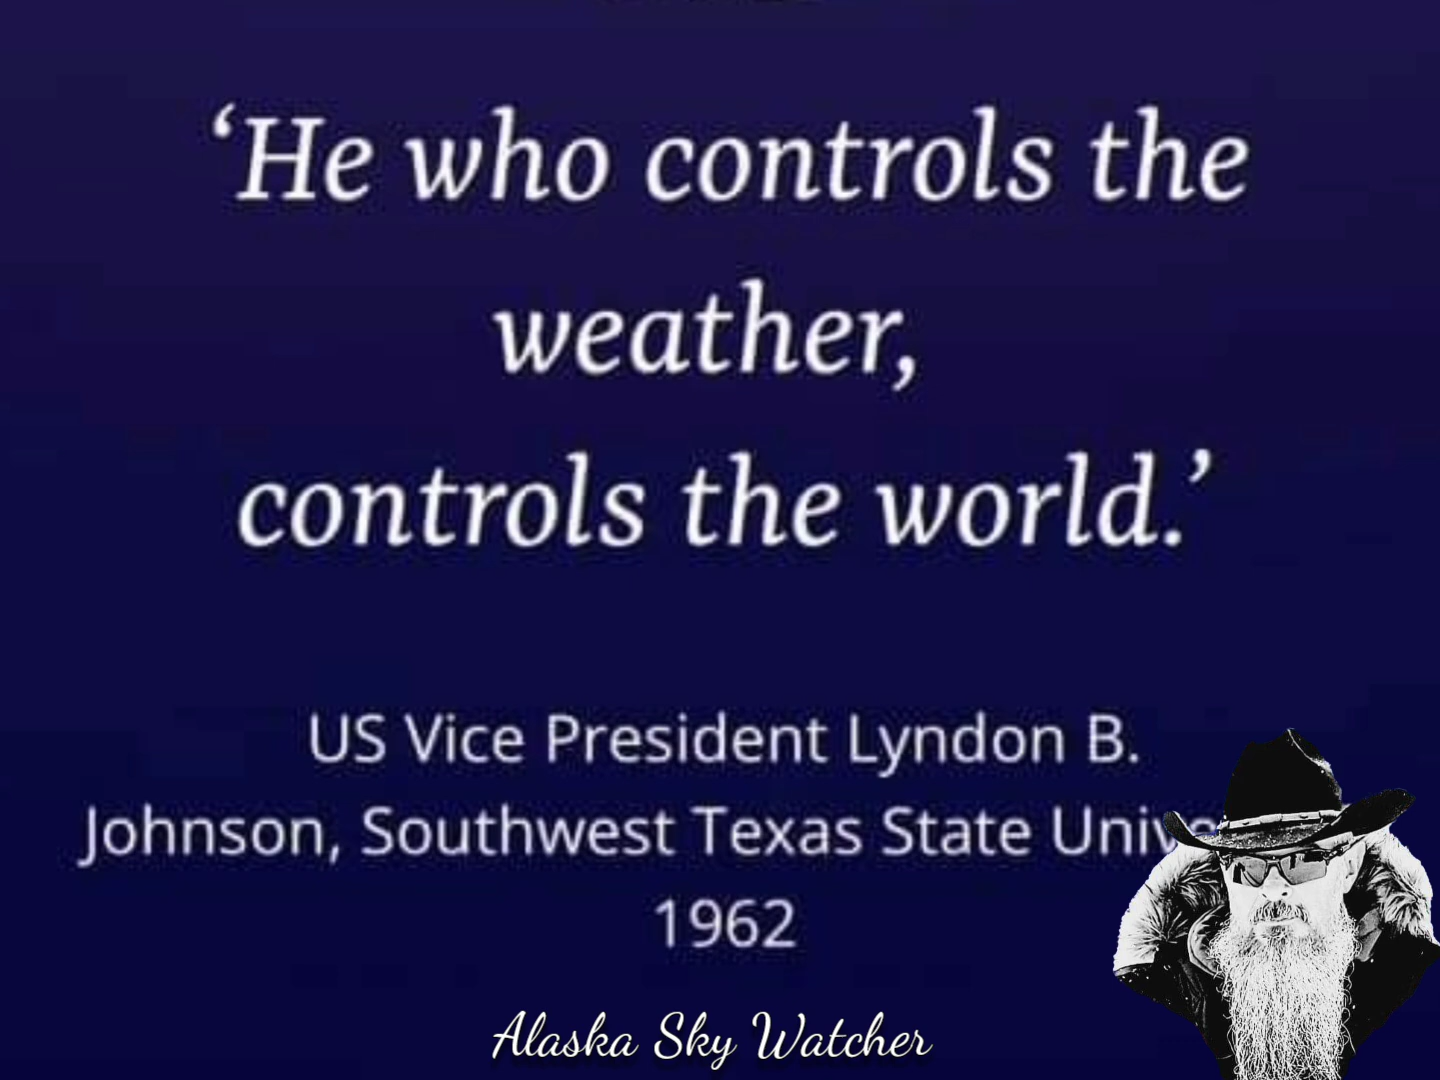 ‘He who controls the
weather,
controls the world.’
US Vice President Lyndon B.
Johnson, Southwest Texas State
1962
Alaska Sky Watcher